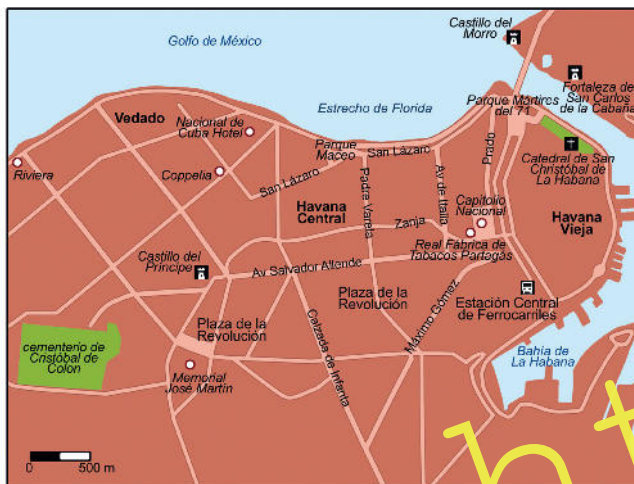 Castillo del
Morro
Golfo de México
Fortaleza de
San Carlos
de la Cabaña
Estrecho de Florida
Parque Mártires
del 71
Vedado
Nacional de
Cuba Hotel
Parque
Maceo
San Lázaro
Prado
Catedral de San
Christóbal de
La Habana
Riviera
Coppelia
San Lázaro
Padre Varela
Av de Italia
Capitolio
Nacional
Havana
Central
Zanja
Havana
Vieja
Real Fábrica de
Tabacos Partagás
Castillo del
Príncipe
Av Salvador Allende
Plaza de la
Revolución
Máximo Gómez
Estación Central
de Ferrocarriles
Plaza de la
Revolución
Calzada de Infanta
cementerio de
Cristóbal de
Colon
Bahía de
La Habana
Memorial
José Martín
0 500 m
ht